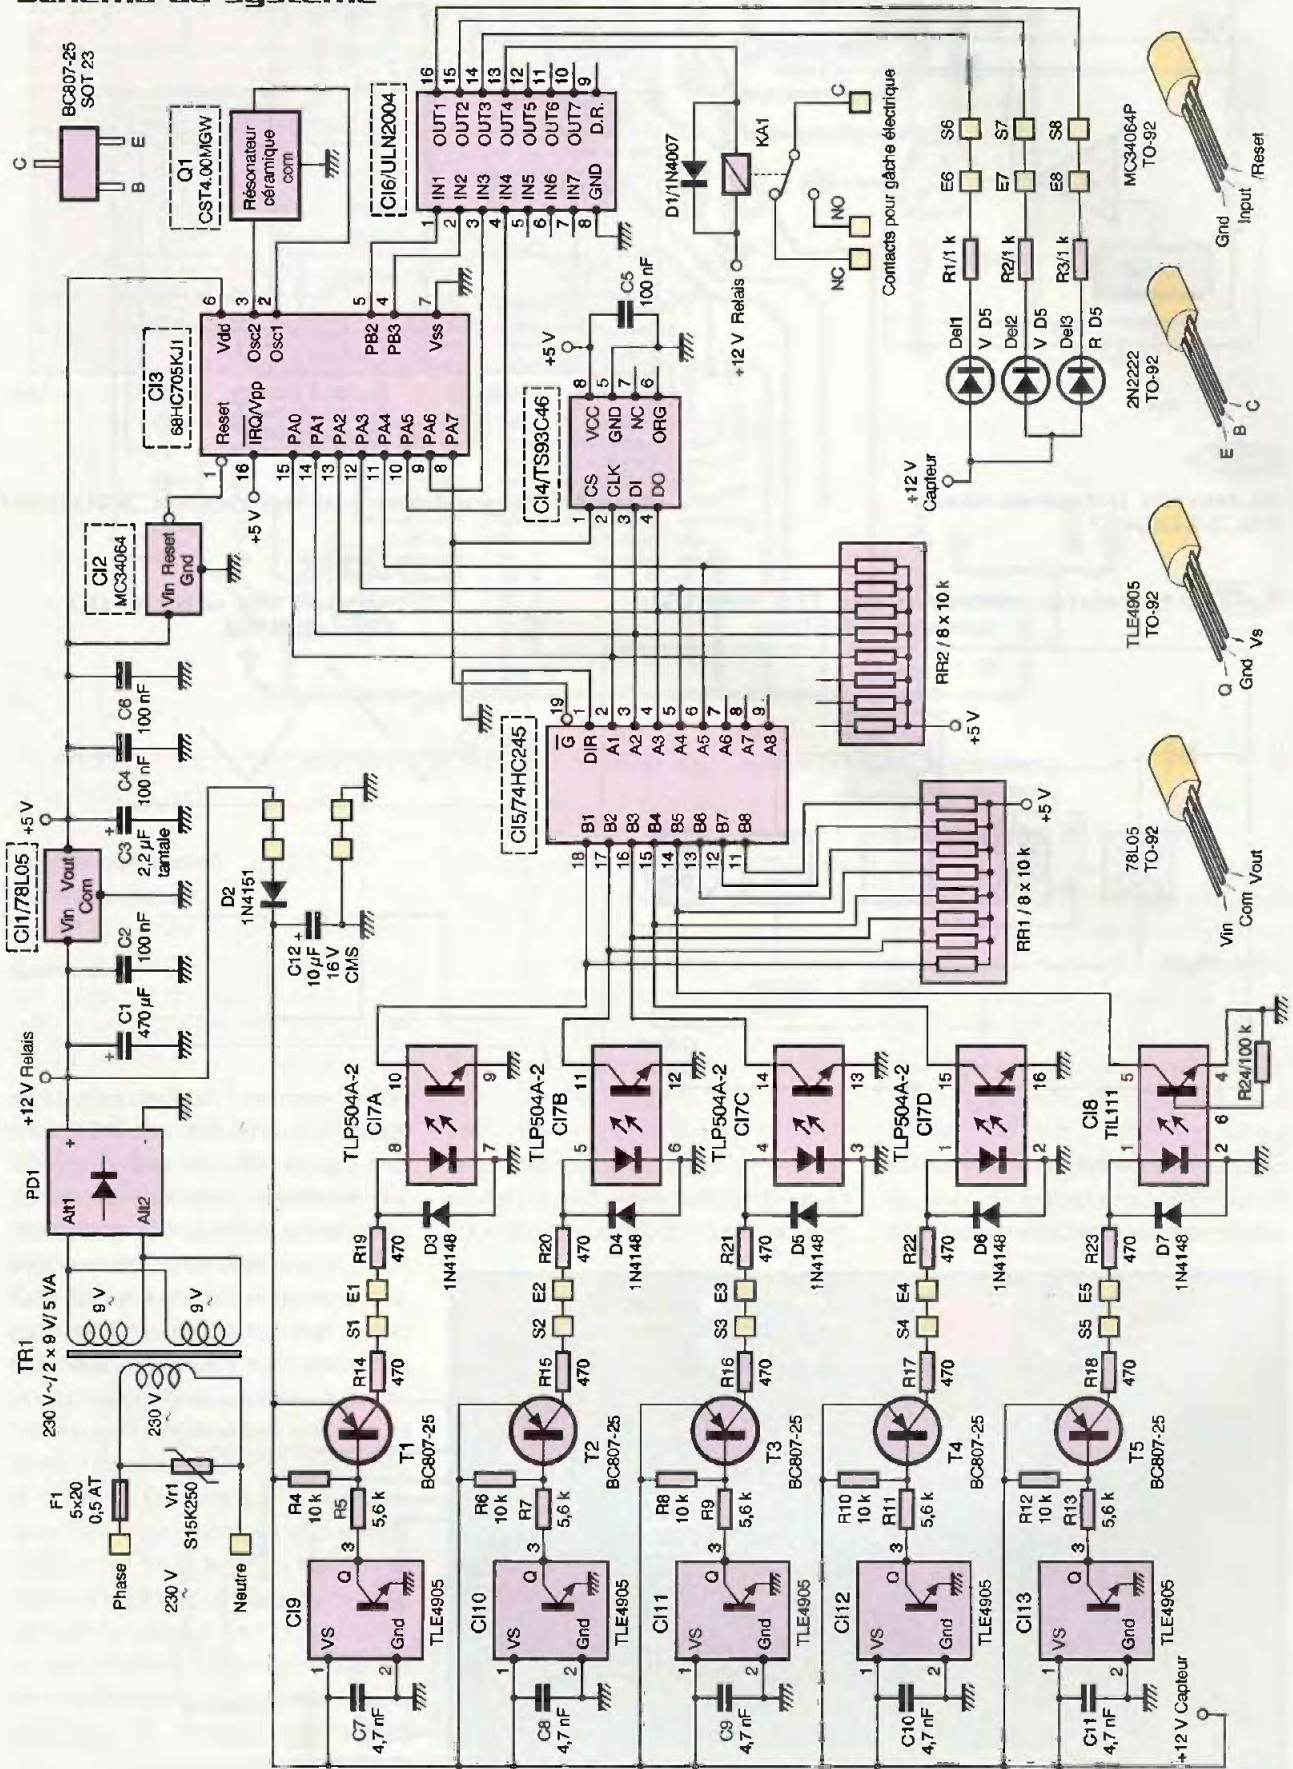 Schéma du système
TR1
230 V~/2 x 9 V/5 VA
F1
5x20
0,5 AT
Phase
230 V
~
Neutre
Vr1
S15K250
230 V
~
9 V
~
9 V
~
PD1
Alt1
Alt2
+
-
+12 V Relais
C1
470 µF
+
C2
100 nF
CI1/78L05
Vin
Vout
Com
+5 V
C3
2,2 µF
tantale
+
C4
100 nF
C6
100 nF
CI2
MC34064
Vin
Reset
Gnd
CI3
68HC705KJ1
Reset
IRQ/Vpp
PA0
PA1
PA2
PA3
PA4
PA5
PA6
PA7
Vdd
Osc2
Osc1
PB2
PB3
Vss
1
16
15
14
13
12
11
10
9
8
6
3
2
5
4
7
+5 V
Q1
CST4.00MGW
Résonateur
céramique
com
BC807-25
SOT 23
C
B
E
CI6/ULN2004
IN1
IN2
IN3
IN4
IN5
IN6
IN7
GND
OUT1
OUT2
OUT3
OUT4
OUT5
OUT6
OUT7
D.R.
1
2
3
4
5
6
7
8
16
15
14
13
12
11
10
9
D2
1N4151
C12
10 µF
16 V
CMS
+
CI4/TS93C46
CS
CLK
DI
DO
VCC
GND
NC
ORG
1
2
3
4
8
5
7
6
+5 V
C5
100 nF
D1/1N4007
KA1
+12 V Relais
C
NO
NC
Contacts pour gâche électrique
CI5/74HC245
G
DIR
A1
A2
A3
A4
A5
A6
A7
A8
B1
B2
B3
B4
B5
B6
B7
B8
19
1
2
3
4
5
6
7
8
9
18
17
16
15
14
13
12
11
RR2 / 8 x 10 k
+5 V
RR1 / 8 x 10 k
+5 V
+12 V
Capteur
Del1
V D5
R1/1 k
E6
S6
Del2
V D5
R2/1 k
E7
S7
Del3
R D5
R3/1 k
E8
S8
CI9
VS
Q
Gnd
TLE4905
1
2
3
C7
4,7 nF
R4
10 k
R5
5,6 k
T1
BC807-25
R14
470
S1
E1
R19
470
D3
1N4148
TLP504A-2
CI7A
8
7
10
9
CI10
VS
Q
Gnd
TLE4905
1
2
3
C8
4,7 nF
R6
10 k
R7
5,6 k
T2
BC807-25
R15
470
S2
E2
R20
470
D4
1N4148
TLP504A-2
CI7B
5
6
11
12
CI11
VS
Q
Gnd
TLE4905
1
2
3
C9
4,7 nF
R8
10 k
R9
5,6 k
T3
BC807-25
R16
470
S3
E3
R21
470
D5
1N4148
TLP504A-2
CI7C
4
3
14
13
CI12
VS
Q
Gnd
TLE4905
1
2
3
C10
4,7 nF
R10
10 k
R11
5,6 k
T4
BC807-25
R17
470
S4
E4
R22
470
D6
1N4148
TLP504A-2
CI7D
1
2
15
16
CI13
VS
Q
Gnd
TLE4905
1
2
3
C11
4,7 nF
R12
10 k
R13
5,6 k
T5
BC807-25
R18
470
S5
E5
R23
470
D7
1N4148
CI8
TIL111
1
2
5
4
6
R24/100 k
+12 V Capteur
78L05
TO-92
Vin
Com
Vout
TLE4905
TO-92
Q
Gnd
Vs
2N2222
TO-92
E
B
C
MC34064P
TO-92
Gnd
Input
/Reset